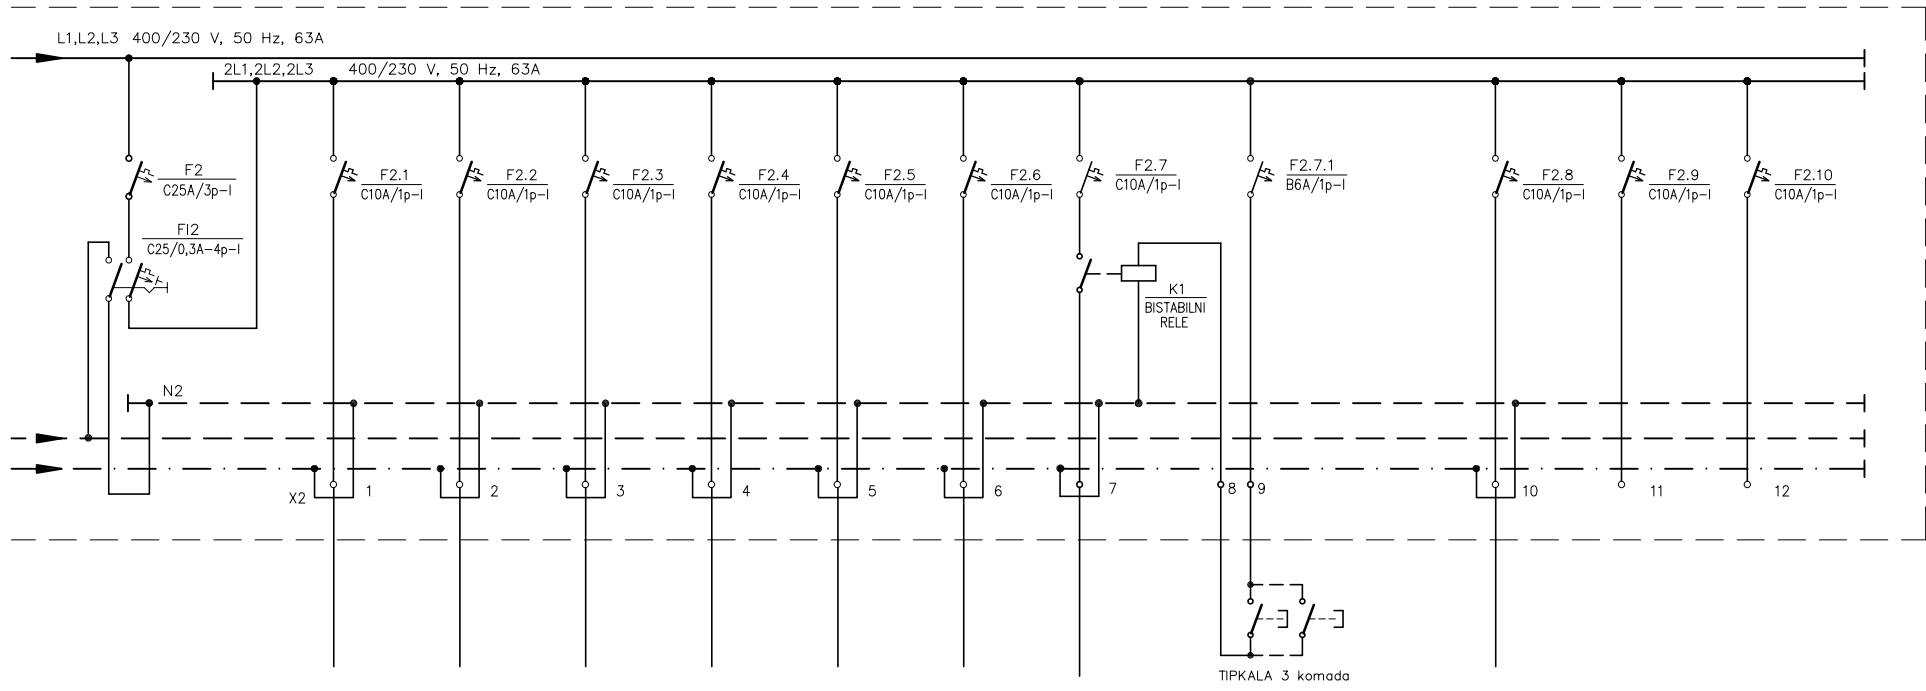 L1,L2,L3 400/230 V, 50 Hz, 63A
2L1,2L2,2L3 400/230 V, 50 Hz, 63A
F2
C25A/3p-I
FI2
C25/0,3A-4p-I
F2.1
C10A/1p-I
F2.2
C10A/1p-I
F2.3
C10A/1p-I
F2.4
C10A/1p-I
F2.5
C10A/1p-I
F2.6
C10A/1p-I
F2.7
C10A/1p-I
F2.7.1
B6A/1p-I
F2.8
C10A/1p-I
F2.9
C10A/1p-I
F2.10
C10A/1p-I
K1
BISTABILNI
RELE
N2
X2 1 2 3 4 5 6 7 8 9 10 11 12
TIPKALA 3 komada